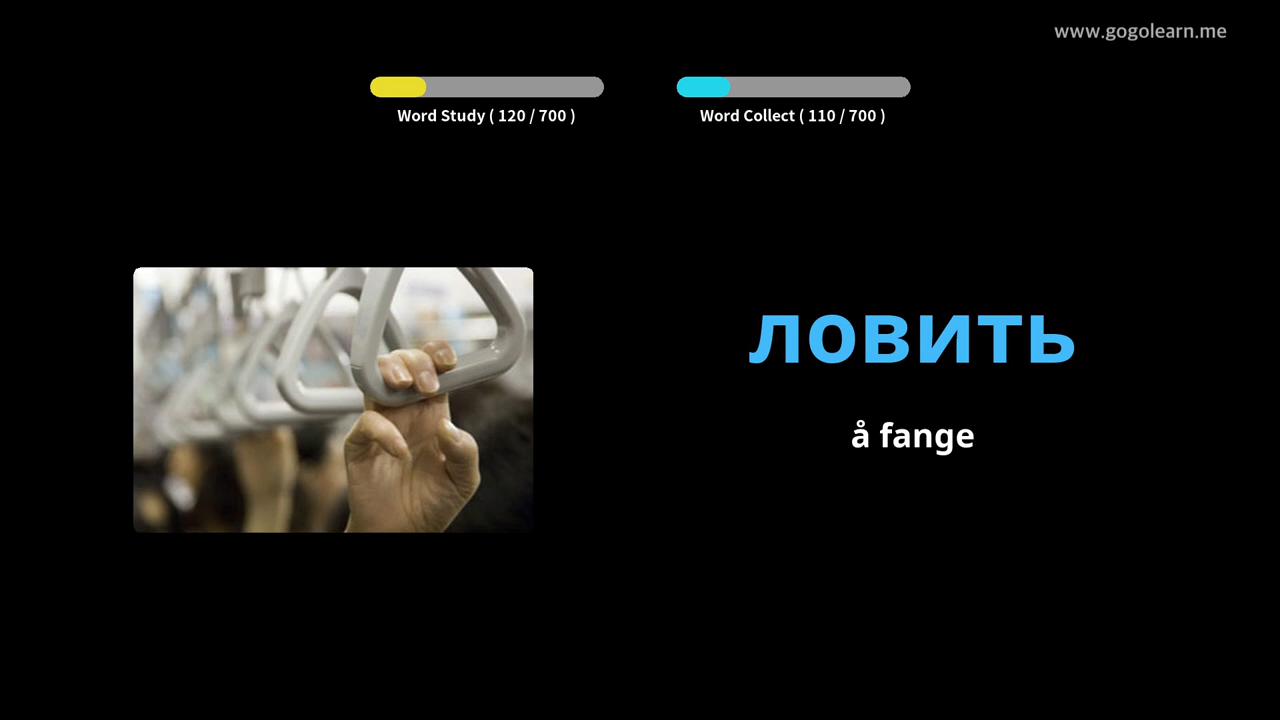 www.gogolearn.me
Word Study ( 120 / 700 )
Word Collect ( 110 / 700 )
ловить
å fange